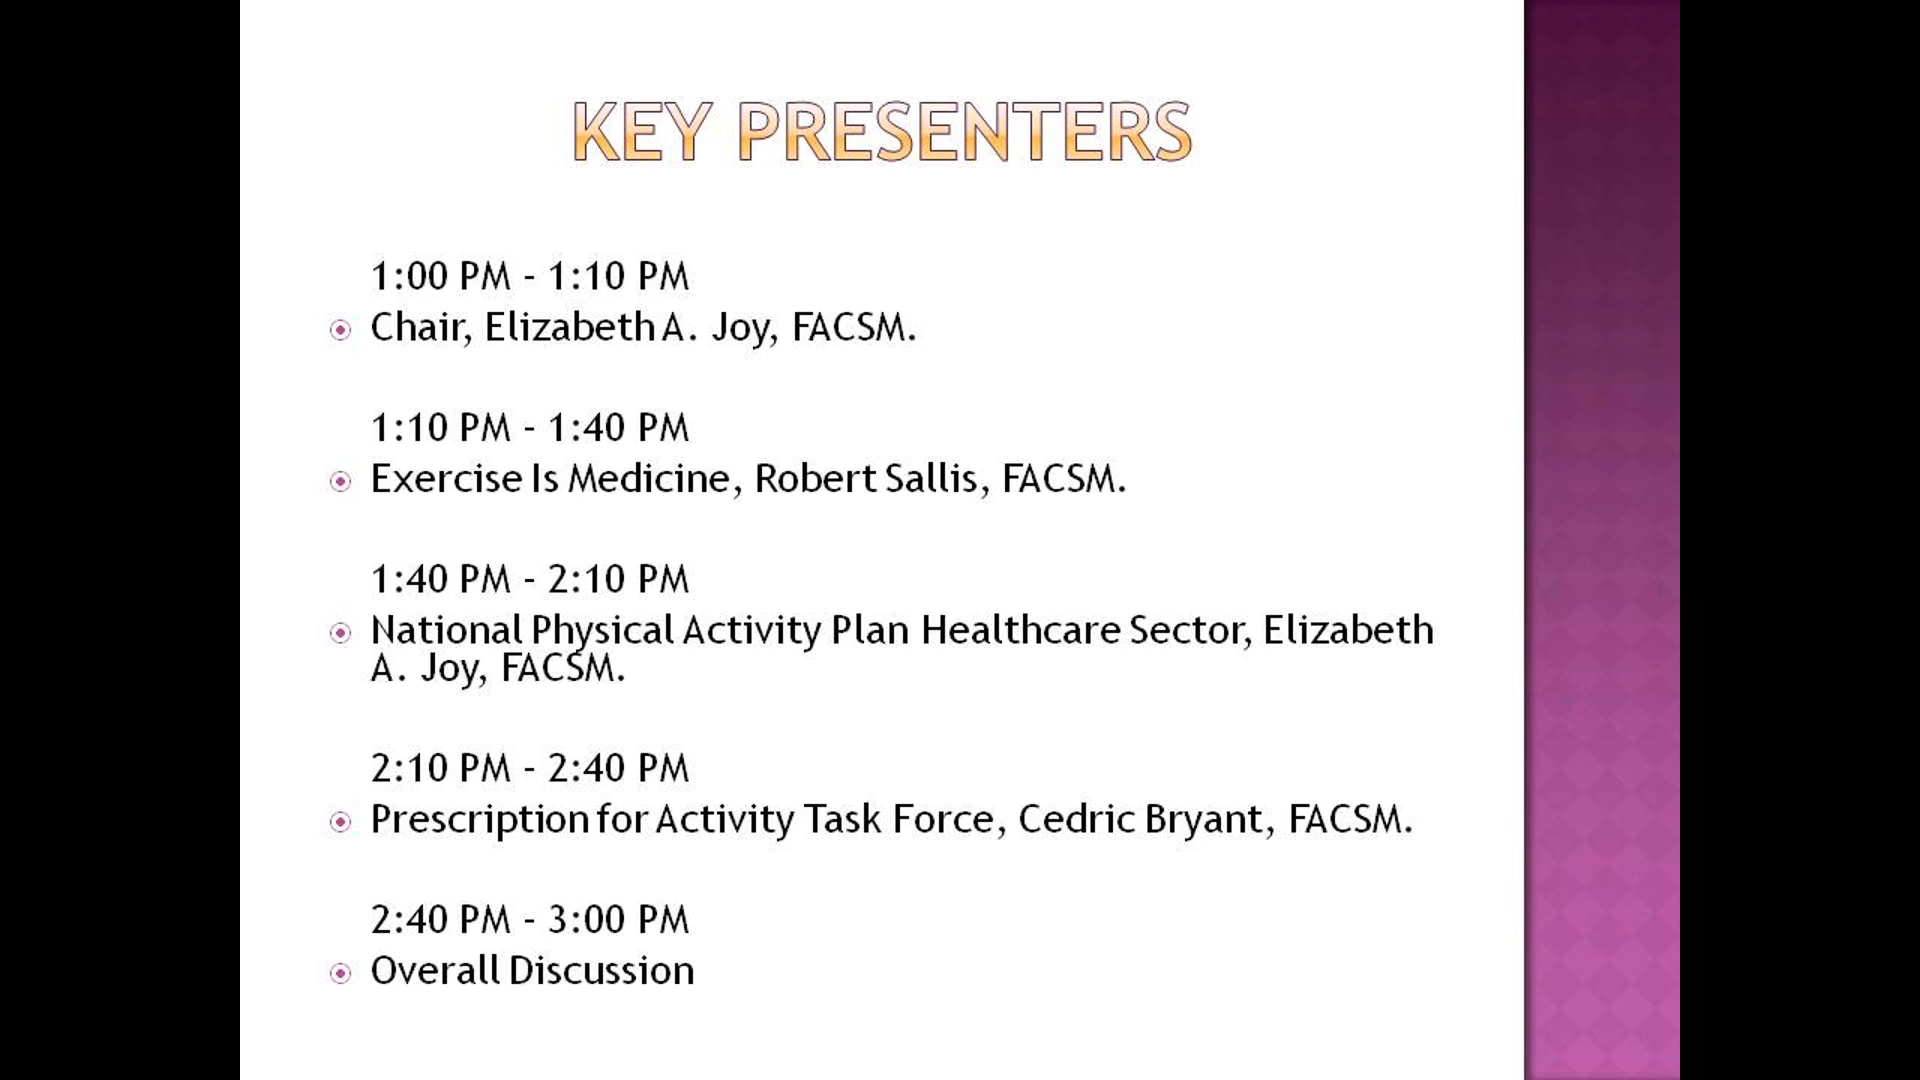 KEY PRESENTERS
1:00 PM - 1:10 PM
Chair, Elizabeth A. Joy, FACSM.
1:10 PM - 1:40 PM
Exercise Is Medicine, Robert Sallis, FACSM.
1:40 PM - 2:10 PM
National Physical Activity Plan Healthcare Sector, Elizabeth
A. Joy, FACSM.
2:10 PM - 2:40 PM
Prescription for Activity Task Force, Cedric Bryant, FACSM.
2:40 PM - 3:00 PM
Overall Discussion